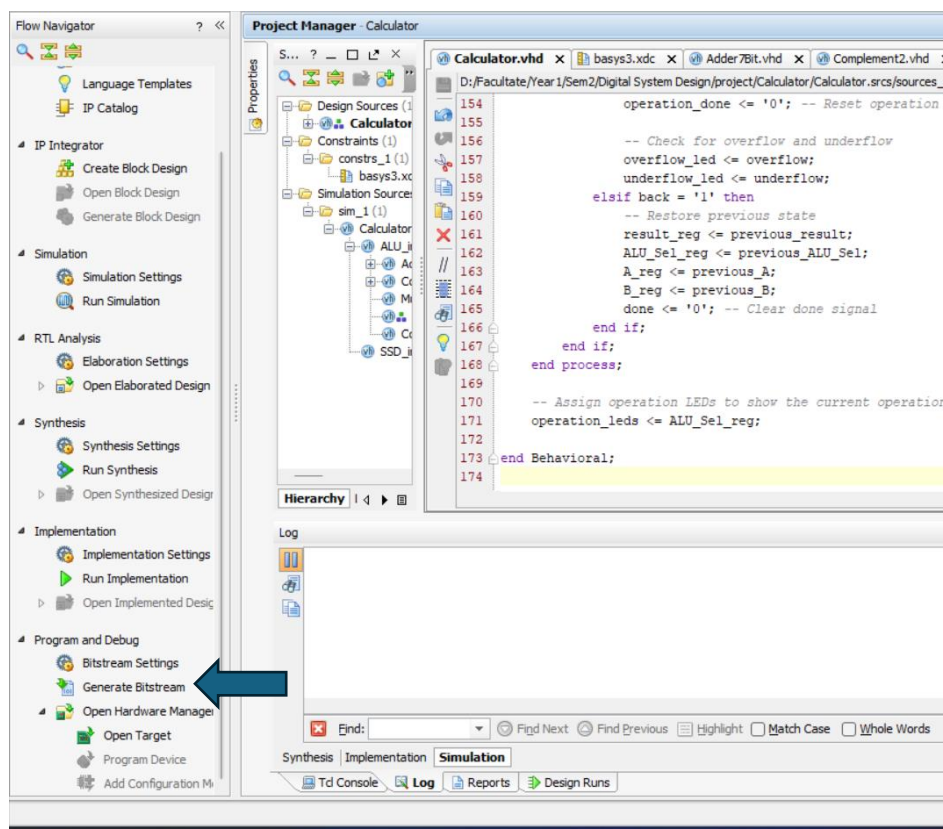 Flow Navigator ? «
Language Templates
IP Catalog
IP Integrator
Create Block Design
Open Block Design
Generate Block Design
Simulation
Simulation Settings
Run Simulation
RTL Analysis
Elaboration Settings
Open Elaborated Design
Synthesis
Synthesis Settings
Run Synthesis
Open Synthesized Desigr
Implementation
Implementation Settings
Run Implementation
Open Implemented Desig
Program and Debug
Bitstream Settings
Generate Bitstream
Open Hardware Manager
Open Target
Program Device
Add Configuration M
Project Manager - Calculator
Properties
S... ?
Design Sources (1
Calculator
Constraints (1)
constrs_1 (1)
basys3.xc
Simulation Sources
sim_1 (1)
Calculator
ALU_i
Ad
Co
Mu
Co
SSD_i
Hierarchy
Calculator.vhd x basys3.xdc x Adder7Bit.vhd x Complement2.vhd x
D:/Facultate/Year1/Sem2/Digital System Design/project/Calculator/Calculator.srcs/sources_
154 operation_done <= '0'; -- Reset operation
155
156 -- Check for overflow and underflow
157 overflow_led <= overflow;
158 underflow_led <= underflow;
159 elsif back = '1' then
160 -- Restore previous state
161 result_reg <= previous_result;
162 ALU_Sel_reg <= previous_ALU_Sel;
163 A_reg <= previous_A;
164 B_reg <= previous_B;
165 done <= '0'; -- Clear done signal
166 end if;
167 end if;
168 end process;
169
170 -- Assign operation LEDs to show the current operation
171 operation_leds <= ALU_Sel_reg;
172
173 end Behavioral;
174
Log
Find: Find Next Find Previous Highlight Match Case Whole Words
Synthesis Implementation Simulation
Tcl Console Log Reports Design Runs